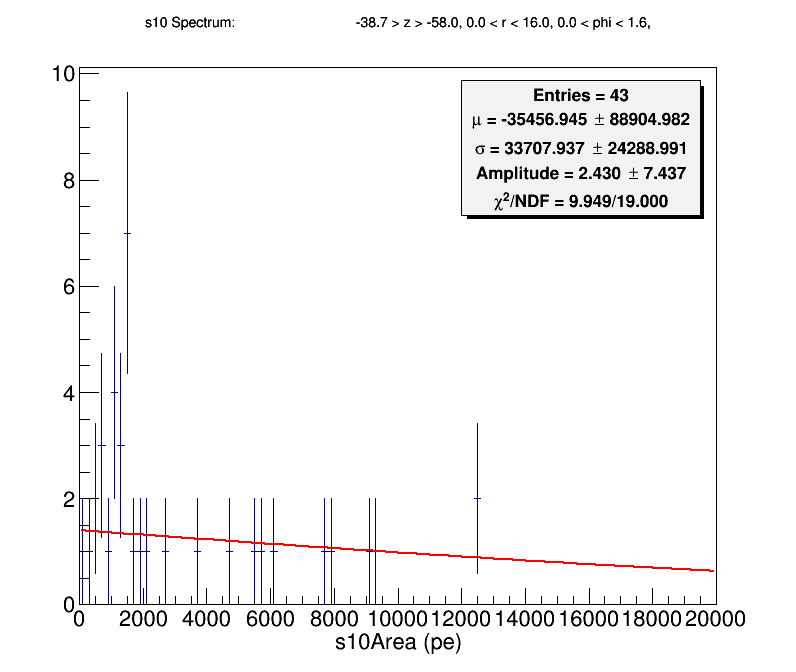 s10 Spectrum: -38.7 > z > -58.0, 0.0 < r < 16.0, 0.0 < phi < 1.6,
Entries = 43
μ = -35456.945 ± 88904.982
σ = 33707.937 ± 24288.991
Amplitude = 2.430 ± 7.437
χ²/NDF = 9.949/19.000
10
8
6
4
2
0
0 2000 4000 6000 8000 10000 12000 14000 16000 18000 20000
s10Area (pe)